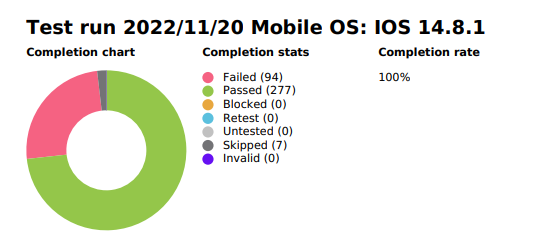 Test run 2022/11/20 Mobile OS: IOS 14.8.1
Completion chart
Completion stats
Completion rate
Failed (94)
Passed (277)
Blocked (0)
Retest (0)
Untested (0)
Skipped (7)
Invalid (0)
100%